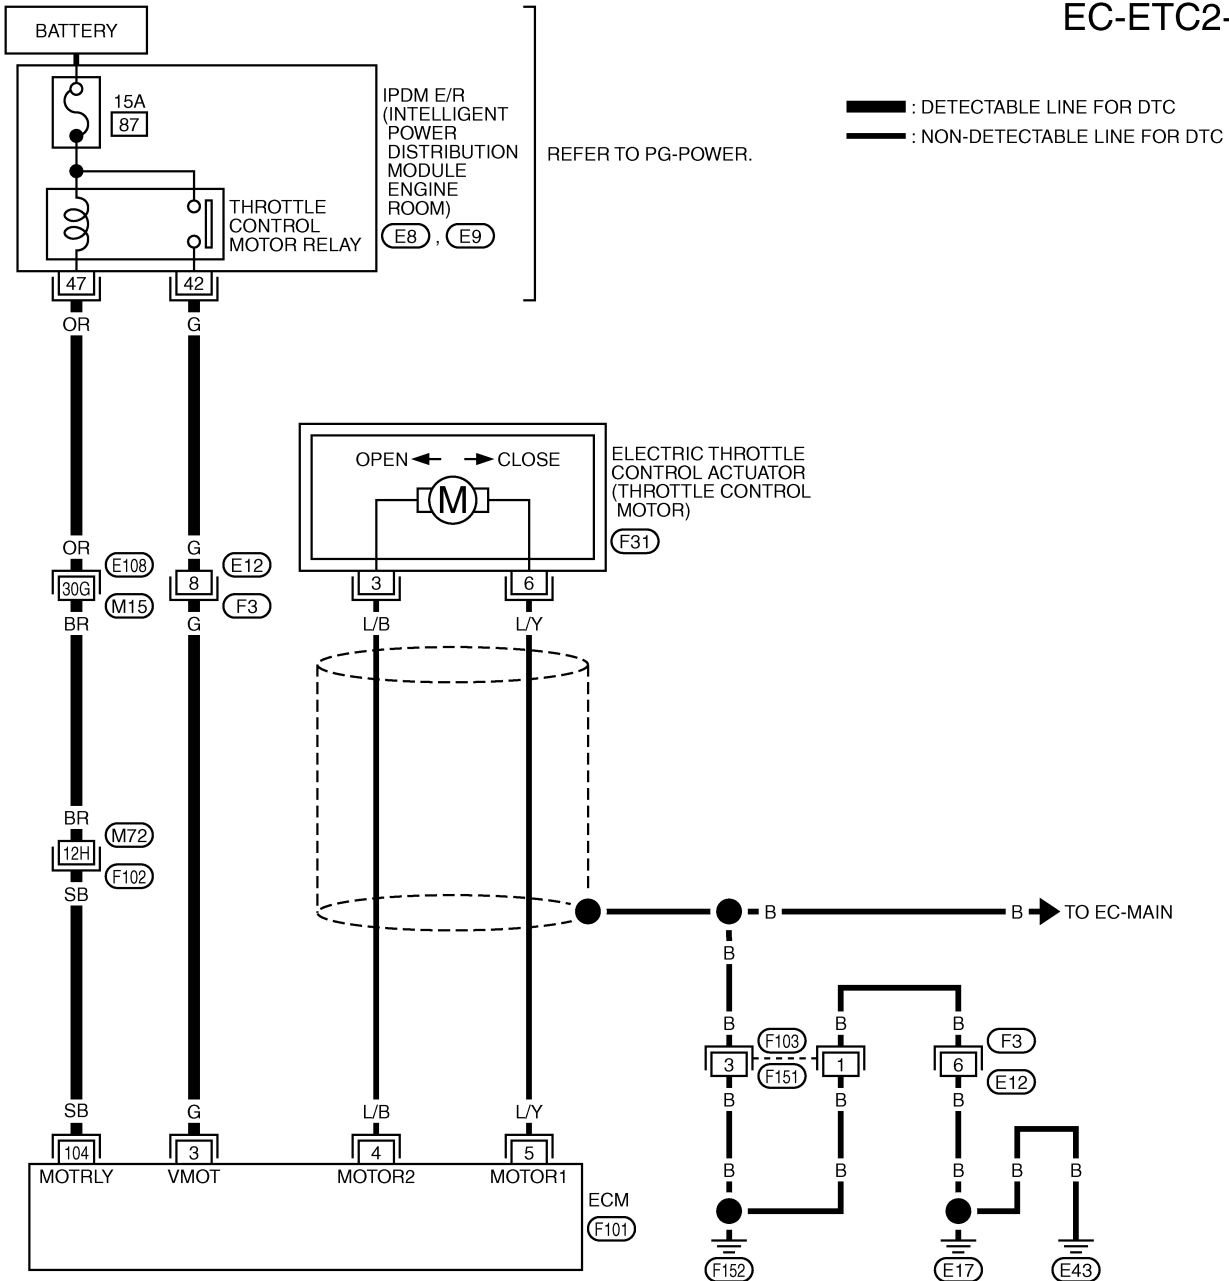 EC-ETC2-
BATTERY
15A
87
IPDM E/R
(INTELLIGENT
POWER
DISTRIBUTION
MODULE
ENGINE
ROOM)
E8 , E9
REFER TO PG-POWER.
: DETECTABLE LINE FOR DTC
: NON-DETECTABLE LINE FOR DTC
THROTTLE
CONTROL
MOTOR RELAY
47 42
OR G
OPEN CLOSE
M
ELECTRIC THROTTLE
CONTROL ACTUATOR
(THROTTLE CONTROL
MOTOR)
F31
OR G
E108 E12
30G 8 3 6
M15 F3
BR G L/B L/Y
BR
M72
12H
F102
SB
B B TO EC-MAIN
B
B B B
F103 F3
3 1 6
F151 E12
B B B
SB G L/B L/Y
104 3 4 5
MOTRLY VMOT MOTOR2 MOTOR1
ECM
F101
B B B B B
F152 E17 E43